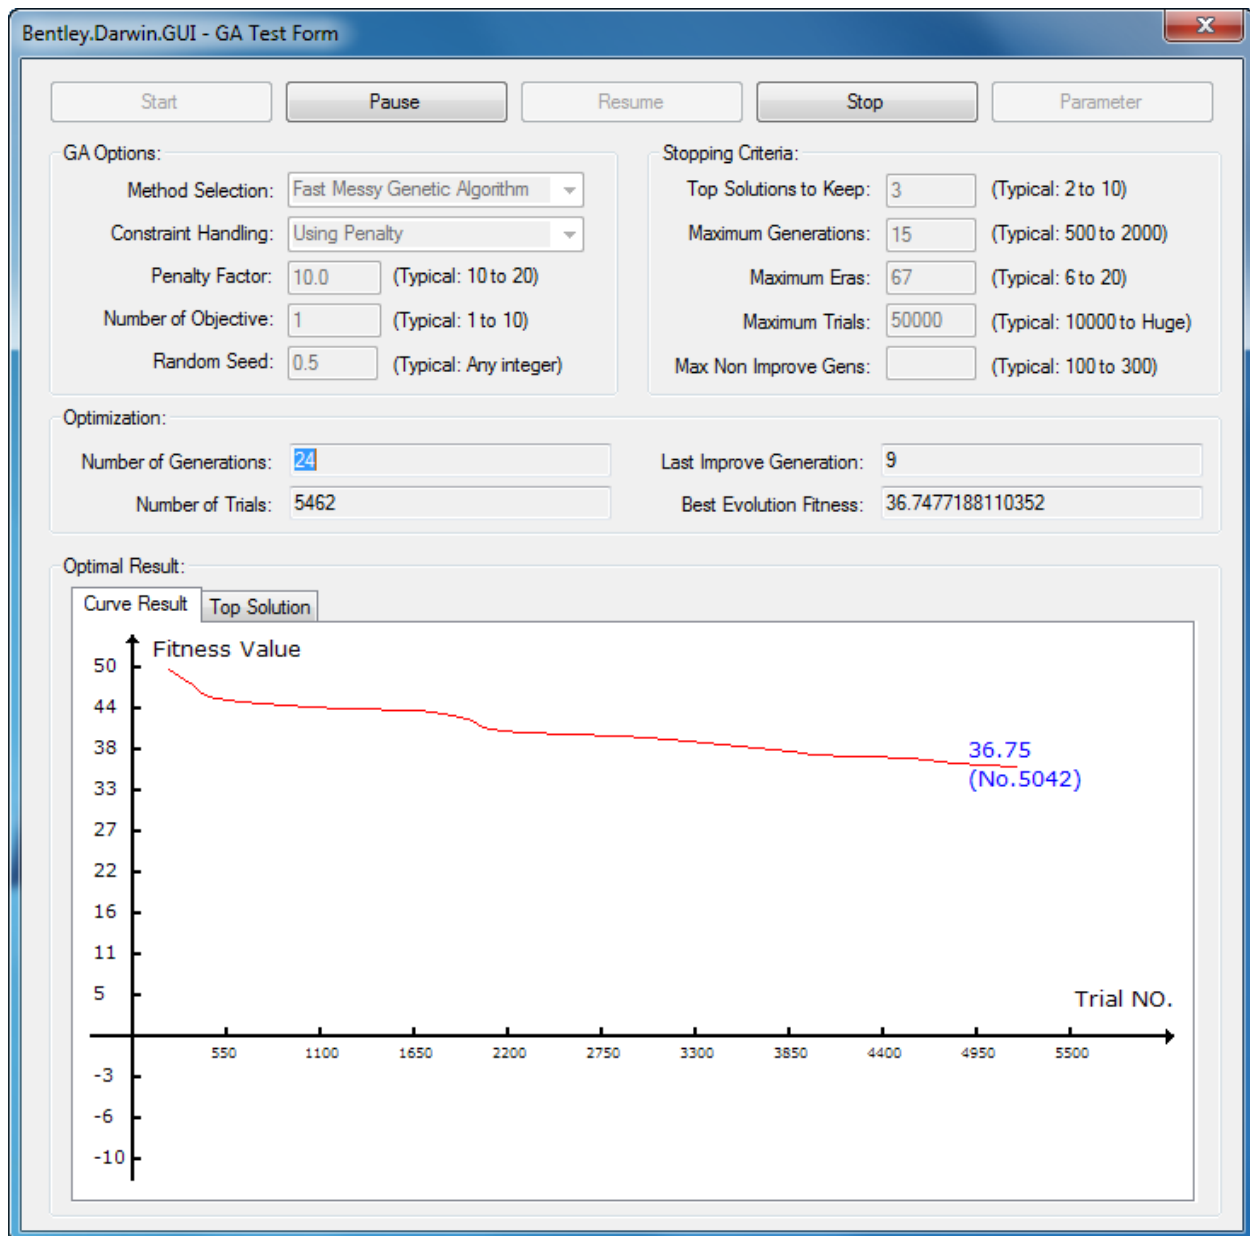 Bentley.Darwin.GUI - GA Test Form
Start Pause Resume Stop Parameter
GA Options:
Method Selection: Fast Messy Genetic Algorithm
Constraint Handling: Using Penalty
Penalty Factor: 10.0 (Typical: 10 to 20)
Number of Objective: 1 (Typical: 1 to 10)
Random Seed: 0.5 (Typical: Any integer)
Stopping Criteria:
Top Solutions to Keep: 3 (Typical: 2 to 10)
Maximum Generations: 15 (Typical: 500 to 2000)
Maximum Eras: 67 (Typical: 6 to 20)
Maximum Trials: 50000 (Typical: 10000 to Huge)
Max Non Improve Gens: (Typical: 100 to 300)
Optimization:
Number of Generations: 24 Last Improve Generation: 9
Number of Trials: 5462 Best Evolution Fitness: 36.7477188110352
Optimal Result:
Curve Result Top Solution
Fitness Value
50
44
38
36.75
(No.5042)
33
27
22
16
11
5
Trial NO.
550 1100 1650 2200 2750 3300 3850 4400 4950 5500
-3
-6
-10